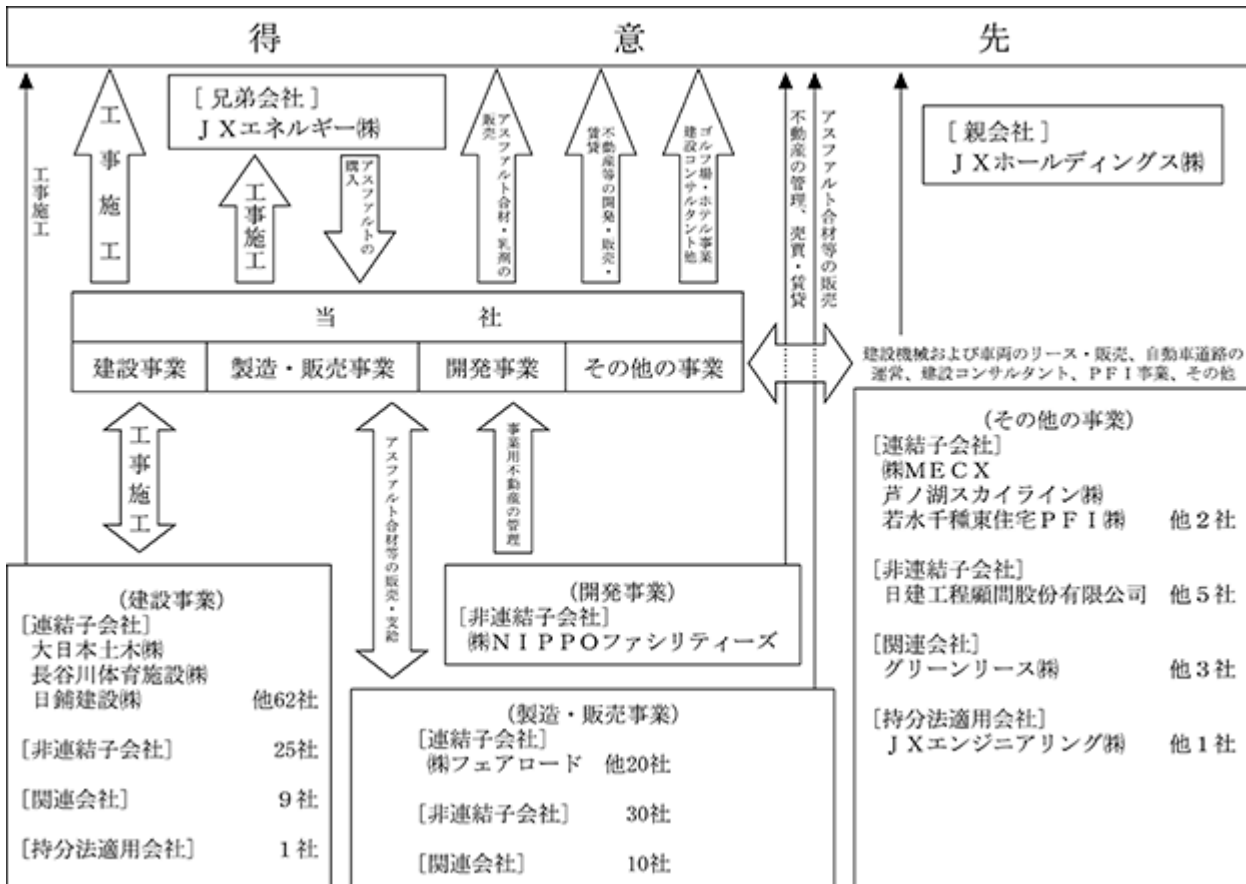 得意先
工事施工
工事施工
[兄弟会社]
JXエネルギー㈱
工事施工
アスファルトの
購入
アスファルト合材・乳剤の
販売
不動産等の開発・販売・
賃貸
ゴルフ場・ホテル事業
建設コンサルタント他
不動産の管理、売買・賃貸
アスファルト合材等の販売
[親会社]
JXホールディングス㈱
当社
建設事業
製造・販売事業
開発事業
その他の事業
建設機械および車両のリース・販売、自動車道路の
運営、建設コンサルタント、PFI事業、その他
工事施工
アスファルト合材等の販売・支給
事業用不動産の管理
(建設事業)
[連結子会社]
大日本土木㈱
長谷川体育施設㈱
日鋪建設㈱ 他62社
[非連結子会社] 25社
[関連会社] 9社
[持分法適用会社] 1社
(製造・販売事業)
[連結子会社]
㈱フェアロード 他20社
[非連結子会社] 30社
[関連会社] 10社
(開発事業)
[非連結子会社]
㈱NIPPOファシリティーズ
(その他の事業)
[連結子会社]
㈱MECX
芦ノ湖スカイライン㈱
若水千種東住宅PFI㈱ 他2社
[非連結子会社]
日建工程顧問股份有限公司 他5社
[関連会社]
グリーンリース㈱ 他3社
[持分法適用会社]
JXエンジニアリング㈱ 他1社